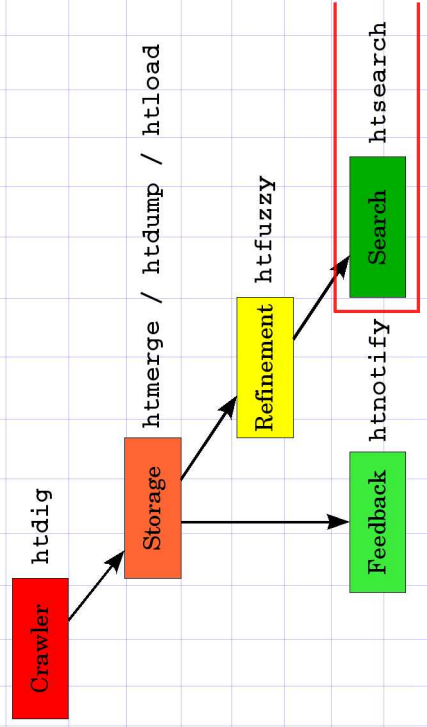 Crawler htdig
Storage htmerge / htdump / htload
Refinement htfuzzy
Feedback htnotify
Search htsearch